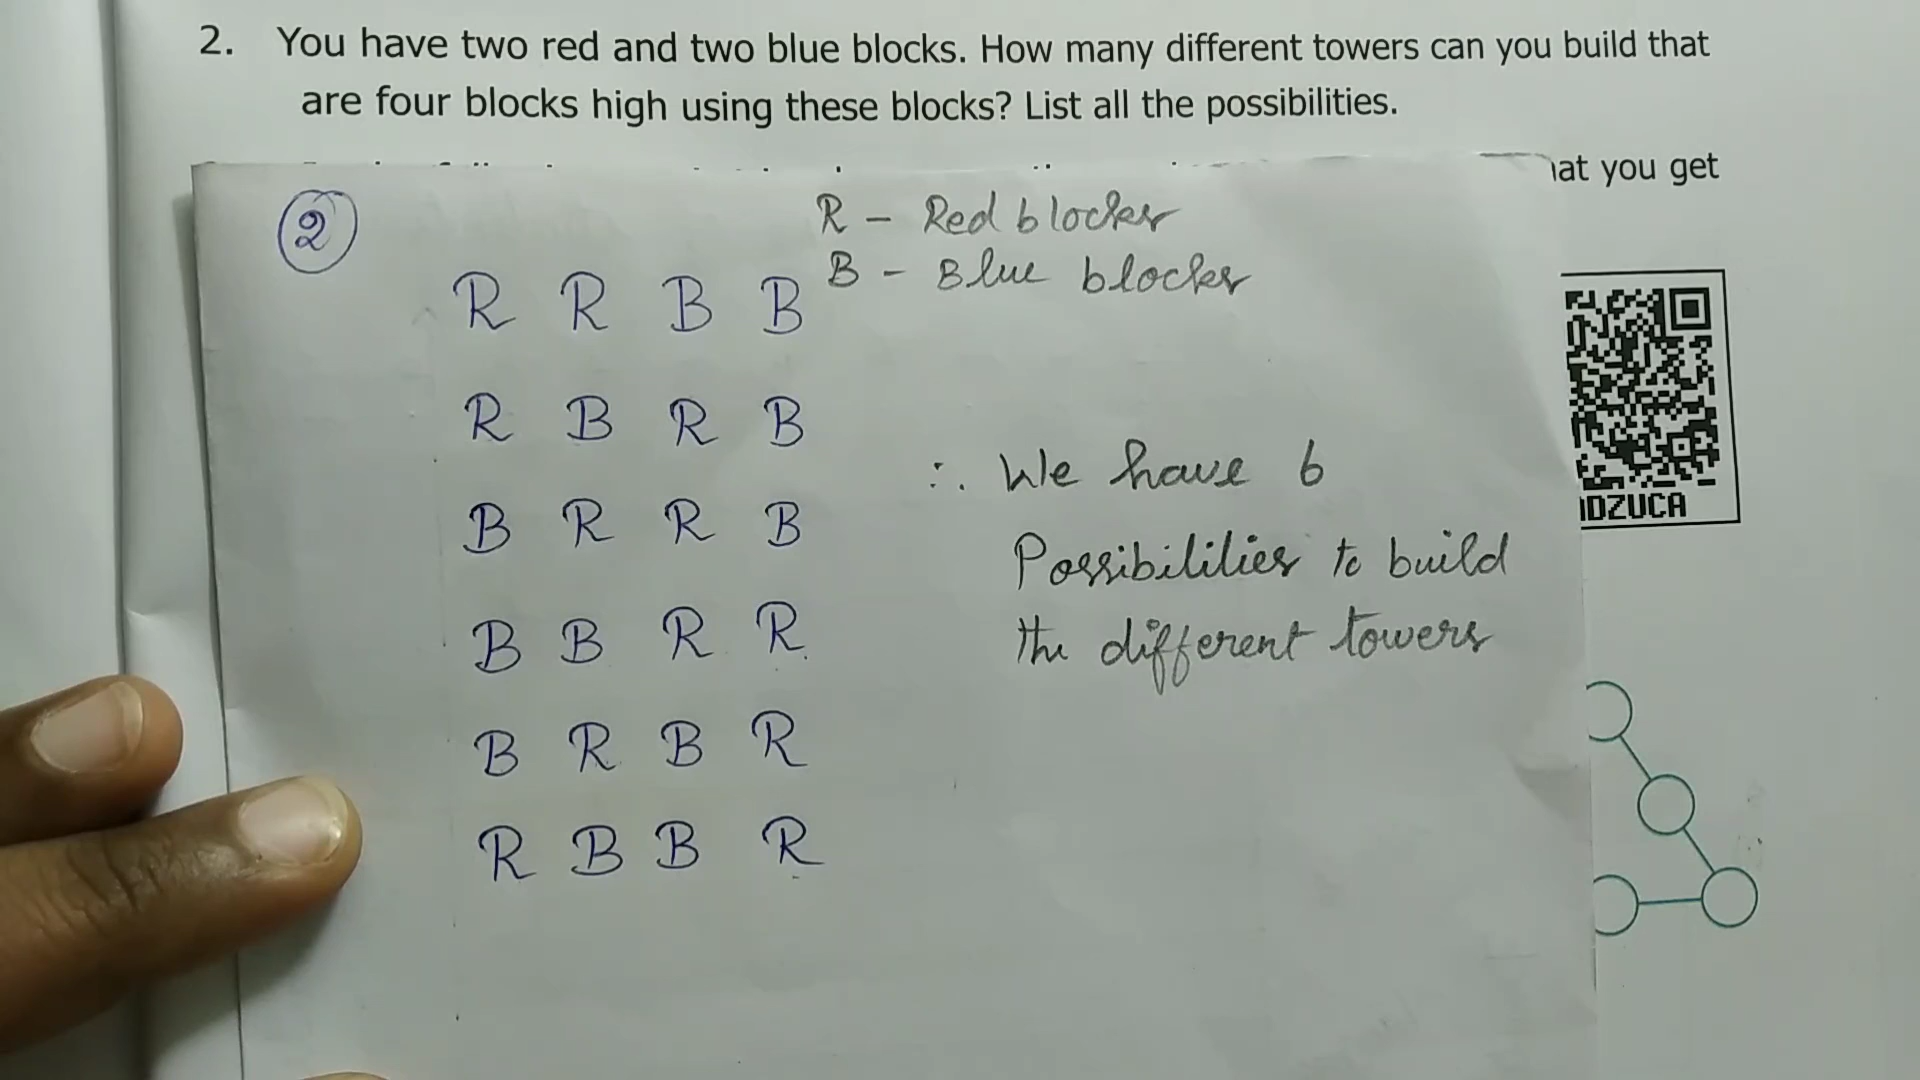 2. You have two red and two blue blocks. How many different towers can you build that
are four blocks high using these blocks? List all the possibilities.
hat you get
2
R - Red blocks
B - Blue blocks
R R B B
R B R B
B R R B
B B R R
B R B R
R B B R
∴ We have 6
Possibilities to build
the different towers
DZUCA